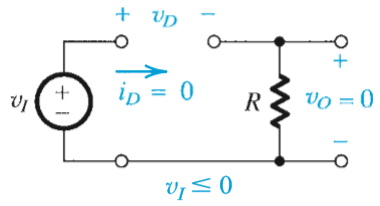 + v_D −
+
−
v_I
i_D = 0
R
+
v_O = 0
−
v_I ≤ 0